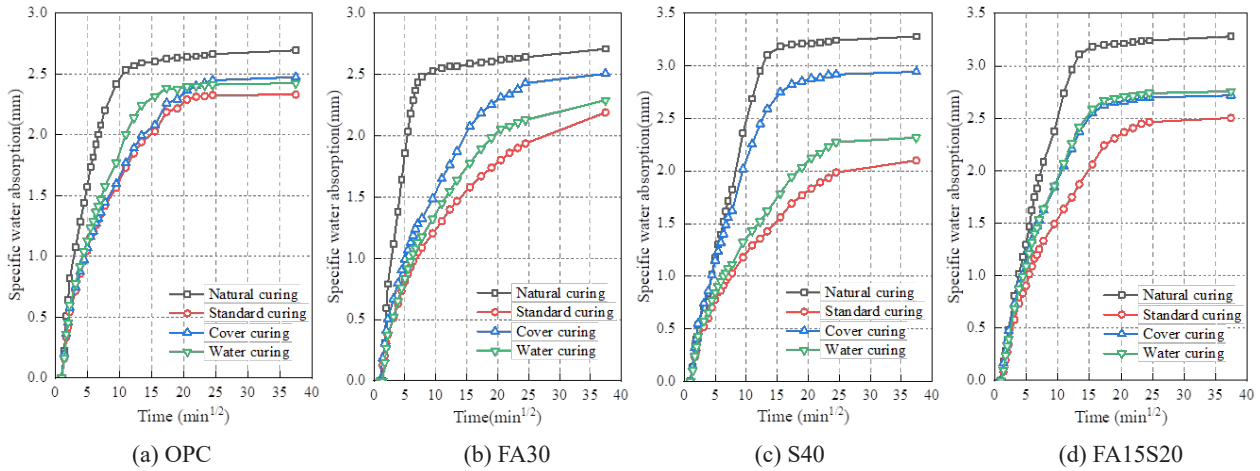 Specific water absorption(mm)
3.0
2.5
2.0
1.5
1.0
0.5
0.0
Natural curing
Standard curing
Cover curing
Water curing
0 5 10 15 20 25 30 35 40
Time (min1/2)
(a) OPC
Specific water absorption(mm)
3.0
2.5
2.0
1.5
1.0
0.5
0.0
Natural curing
Standard curing
Cover curing
Water curing
0 5 10 15 20 25 30 35 40
Time(min1/2)
(b) FA30
Specific water absorption(mm)
3.5
3.0
2.5
2.0
1.5
1.0
0.5
0.0
Natural curing
Standard curing
Cover curing
Water curing
0 5 10 15 20 25 30 35 40
Time (min1/2)
(c) S40
Specific water absorption(mm)
3.5
3.0
2.5
2.0
1.5
1.0
0.5
0.0
Natural curing
Standard curing
Cover curing
Water curing
0 5 10 15 20 25 30 35 40
Time (min1/2)
(d) FA15S20